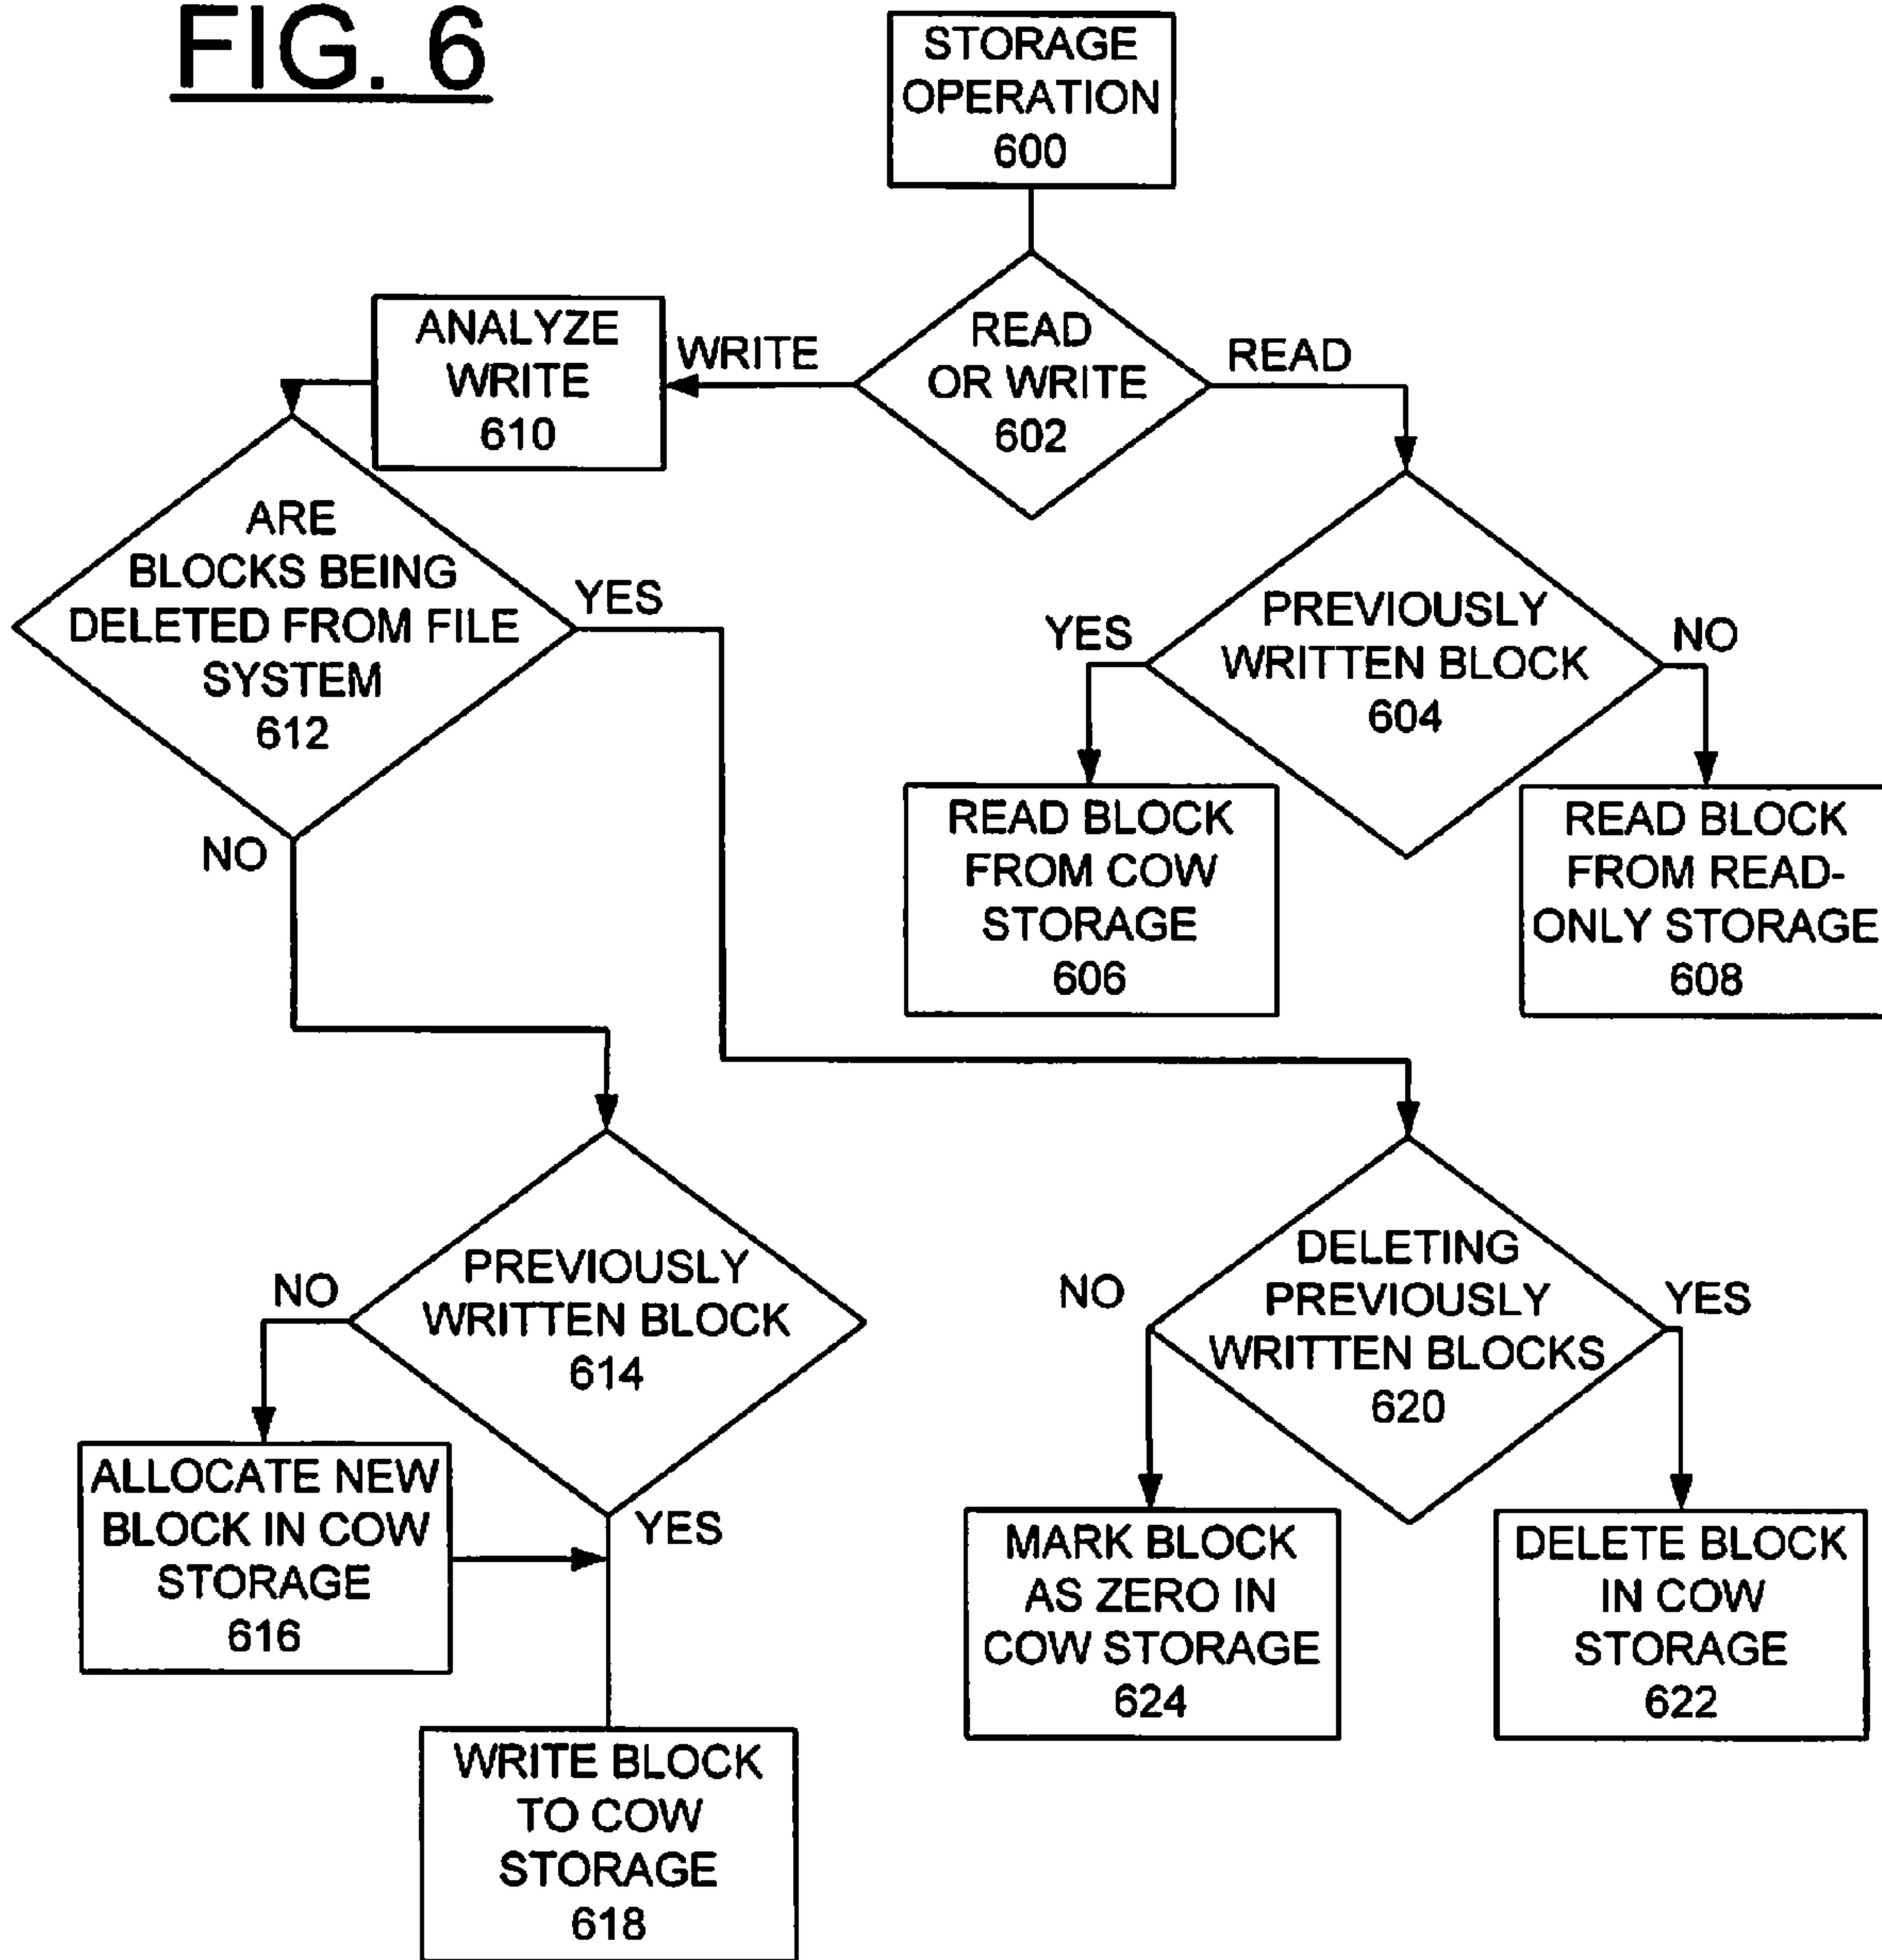 FIG. 6
STORAGE
OPERATION
600
READ
OR WRITE
602
WRITE
READ
ANALYZE
WRITE
610
ARE
BLOCKS BEING
DELETED FROM FILE
SYSTEM
612
YES
NO
PREVIOUSLY
WRITTEN BLOCK
604
YES
NO
READ BLOCK
FROM COW
STORAGE
606
READ BLOCK
FROM READ-
ONLY STORAGE
608
PREVIOUSLY
WRITTEN BLOCK
614
NO
YES
ALLOCATE NEW
BLOCK IN COW
STORAGE
616
WRITE BLOCK
TO COW
STORAGE
618
DELETING
PREVIOUSLY
WRITTEN BLOCKS
620
NO
YES
MARK BLOCK
AS ZERO IN
COW STORAGE
624
DELETE BLOCK
IN COW
STORAGE
622